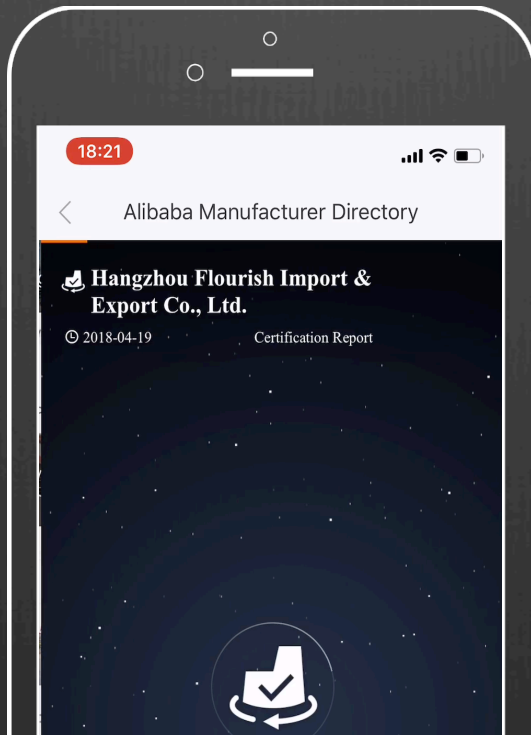 18:21
Alibaba Manufacturer Directory
Hangzhou Flourish Import &
Export Co., Ltd.
2018-04-19 Certification Report